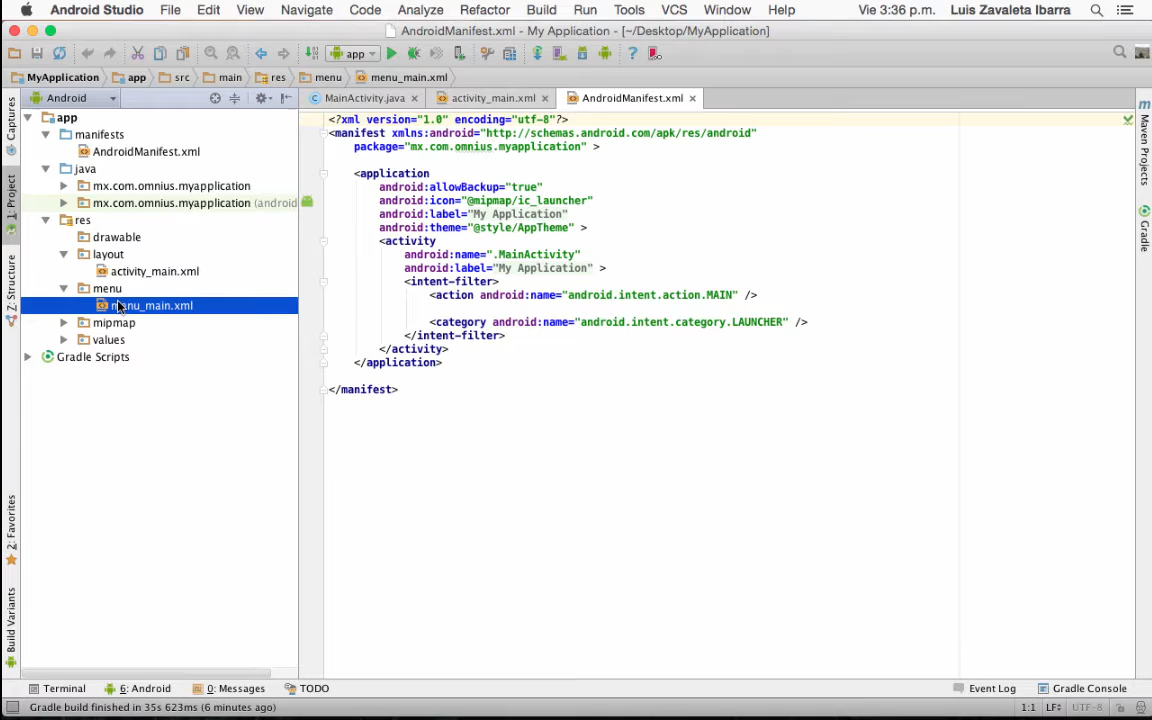 Android Studio File Edit View Navigate Code Analyze Refactor Build Run Tools VCS Window Help Vie 3:36 p.m. Luis Zavaleta Ibarra
AndroidManifest.xml - My Application - [~/Desktop/MyApplication]
app
MyApplication app src main res menu menu_main.xml
Android
MainActivity.java activity_main.xml AndroidManifest.xml
app
manifests
AndroidManifest.xml
java
mx.com.omnius.myapplication
mx.com.omnius.myapplication (android
res
drawable
layout
activity_main.xml
menu
menu_main.xml
mipmap
values
Gradle Scripts
<?xml version="1.0" encoding="utf-8"?>
<manifest xmlns:android="http://schemas.android.com/apk/res/android"
package="mx.com.omnius.myapplication" >
<application
android:allowBackup="true"
android:icon="@mipmap/ic_launcher"
android:label="My Application"
android:theme="@style/AppTheme" >
<activity
android:name=".MainActivity"
android:label="My Application" >
<intent-filter>
<action android:name="android.intent.action.MAIN" />
<category android:name="android.intent.category.LAUNCHER" />
</intent-filter>
</activity>
</application>
</manifest>
Captures
1: Project
7: Structure
2: Favorites
Build Variants
Maven Projects
Gradle
Terminal 6: Android 0: Messages TODO Event Log Gradle Console
Gradle build finished in 35s 623ms (6 minutes ago) 1:1 LF UTF-8